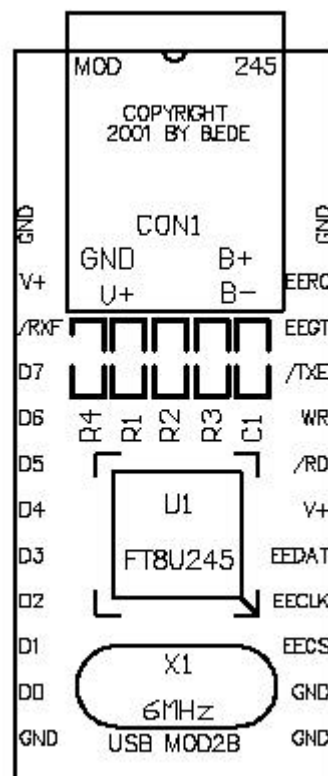 MOD 245
COPYRIGHT
2001 BY B.EDE
CON1
GND B+
V+ B-
GND GND
V+ EERQ
/RXF EEGT
D7 /TXE
R4 R1 R2 R3 C1
D6 WR
D5 /RD
U1
D4 V+
FT8U245
D3 EEDAT
D2 EECLK
D1 EECS
X1
D0 GND
6MHz
GND USB MOD2B GND